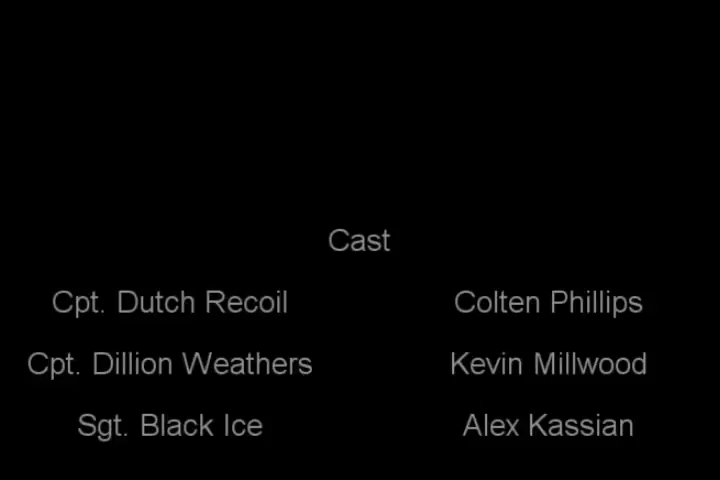 Cast
Cpt. Dutch Recoil Colten Phillips
Cpt. Dillion Weathers Kevin Millwood
Sgt. Black Ice Alex Kassian